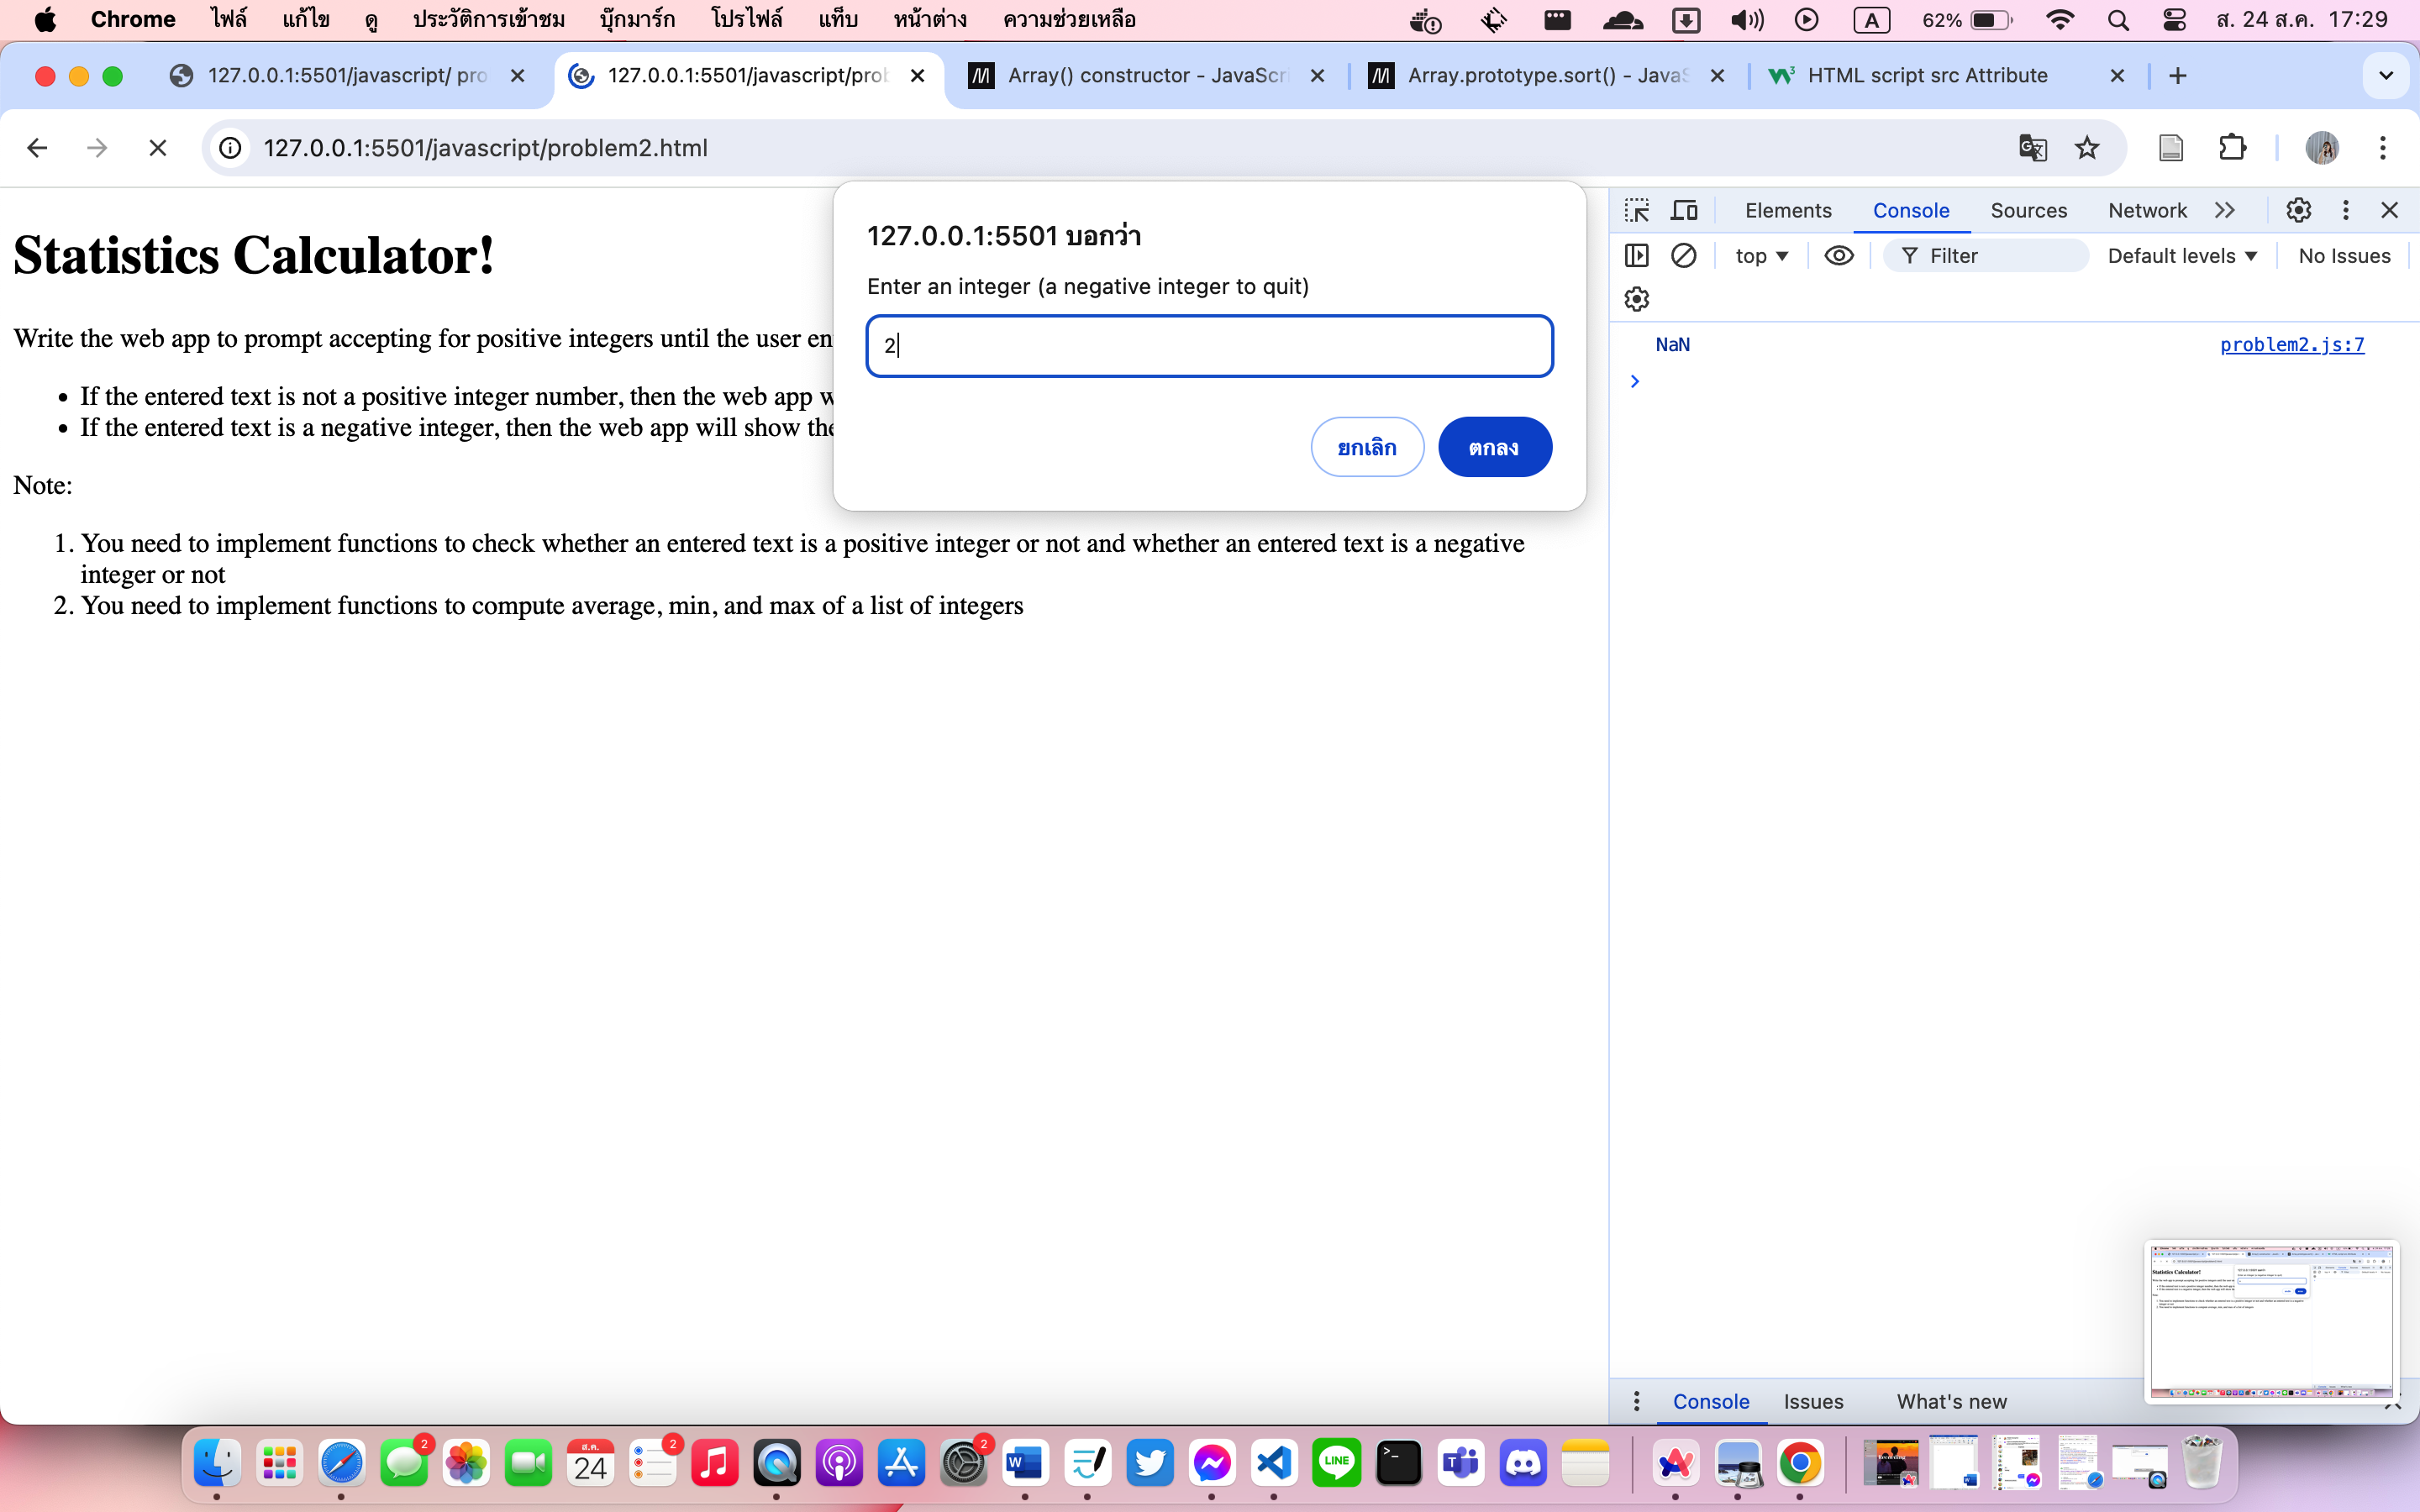 Chrome ไฟล์ แก้ไข ดู ประวัติการเข้าชม บุ๊กมาร์ก โปรไฟล์ แท็บ หน้าต่าง ความช่วยเหลือ A 62% ส. 24 ส.ค. 17:29
127.0.0.1:5501/javascript/ pro 127.0.0.1:5501/javascript/prob Array() constructor - JavaScri Array.prototype.sort() - JavaS HTML script src Attribute
127.0.0.1:5501/javascript/problem2.html
127.0.0.1:5501 บอกว่า
Enter an integer (a negative integer to quit)
2
ยกเลิก ตกลง
Statistics Calculator!
Write the web app to prompt accepting for positive integers until the user en
• If the entered text is not a positive integer number, then the web app w
• If the entered text is a negative integer, then the web app will show the
Note:
1. You need to implement functions to check whether an entered text is a positive integer or not and whether an entered text is a negative
integer or not
2. You need to implement functions to compute average, min, and max of a list of integers
Elements Console Sources Network
top Filter Default levels No Issues
NaN problem2.js:7
Console Issues What's new
2
ส.ค.
24
2
2
W
LINE